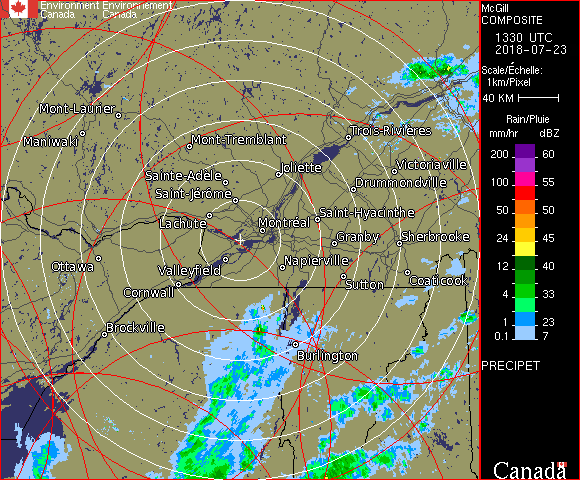 Environment Environnement
Canada Canada
Mont-Laurier
Maniwaki
Mont-Tremblant
Trois-Rivières
Joliette
Victoriaville
Sainte-Adèle
Drummondville
Saint-Jérôme
Saint-Hyacinthe
Lachute
Montréal
Granby
Sherbrooke
Ottawa
Valleyfield
Napierville
Cornwall
Sutton
Coaticook
Brockville
Burlington
McGill
COMPOSITE
1330 UTC
2018-07-23
Scale/Échelle:
1km/Pixel
40 KM
Rain/Pluie
mm/hr dBZ
200 60
150 57
100 55
50 50
24 45
12 40
4 33
1 23
0.1 7
PRECIPET
Canada